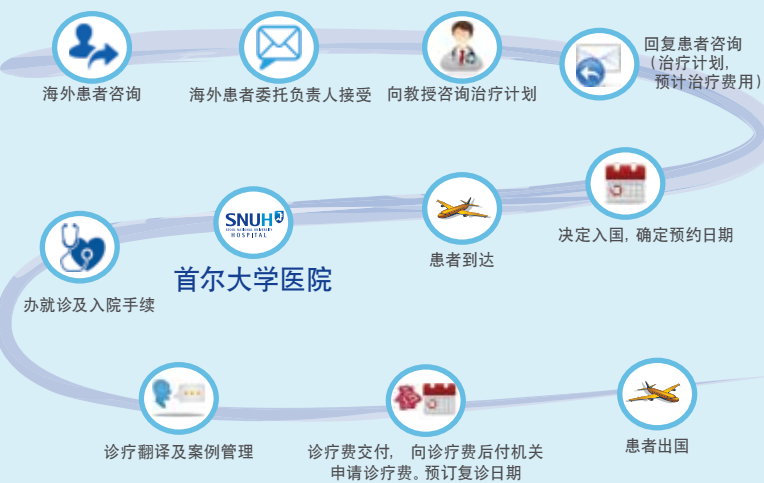 海外患者咨询
海外患者委托负责人接受
向教授咨询治疗计划
回复患者咨询
（治疗计划，
预计治疗费用）
决定入国，确定预约日期
患者到达
SNUH
SEOUL NATIONAL UNIVERSITY
HOSPITAL
首尔大学医院
办就诊及入院手续
诊疗翻译及案例管理
诊疗费交付， 向诊疗费后付机关
申请诊疗费。预订复诊日期
患者出国